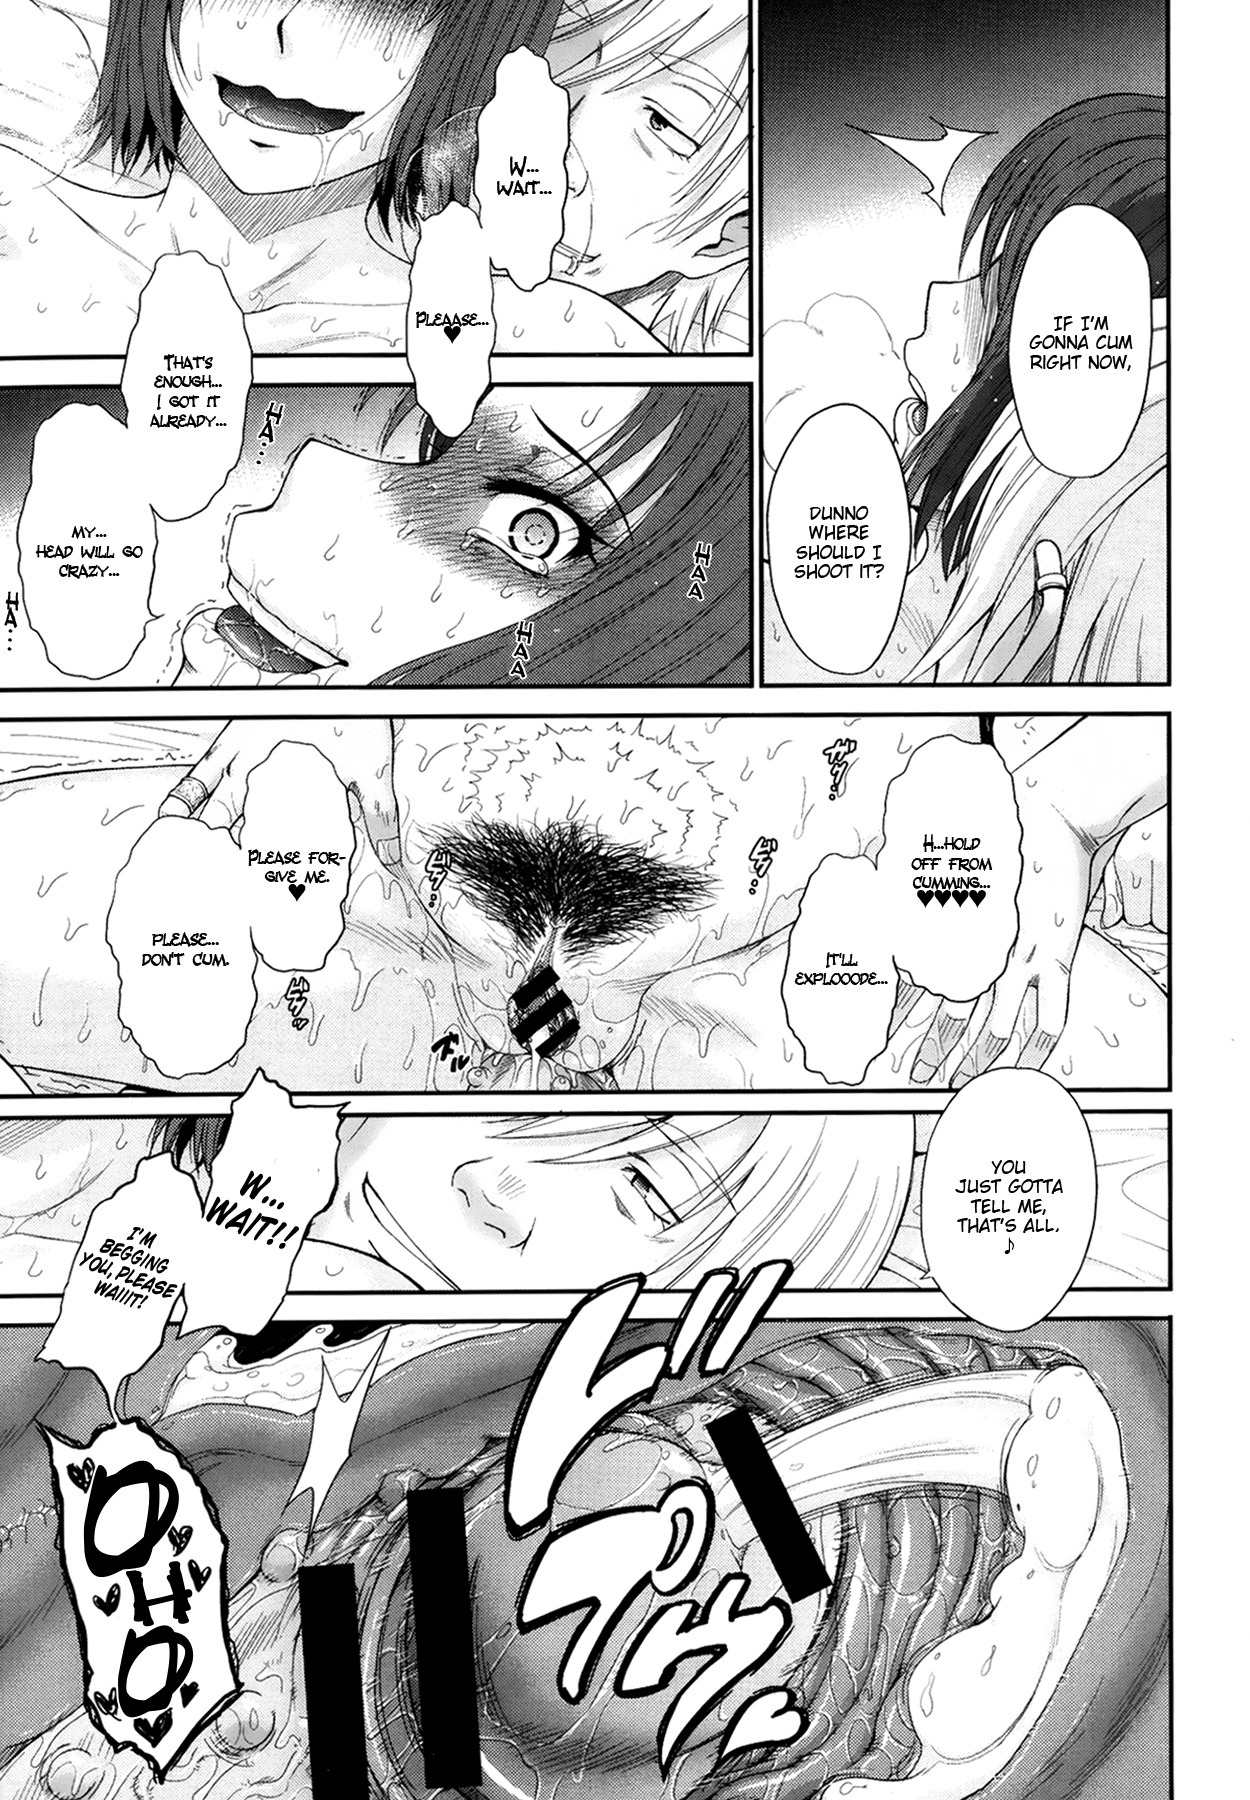 IF I'M
GONNA CUM
RIGHT NOW,
DUNNO
WHERE
SHOULD I
SHOOT IT?
W...
WAIT...
PLEAASE...
♥
THAT'S
ENOUGH...
I GOT IT
ALREADY...
MY...
HEAD WILL GO
CRAZY...
HAA
HAA
HA...
HA...
H...HOLD
OFF FROM
CUMMING...
♥♥♥♥
IT'LL
EXPLOOODE...
PLEASE FOR-
GIVE ME.
♥
PLEASE...
DON'T CUM.
YOU
JUST GOTTA
TELL ME,
THAT'S ALL.
♪
W...
WAIT!!
I'M
BEGGING
YOU, PLEASE
WAIIIT!
OHO